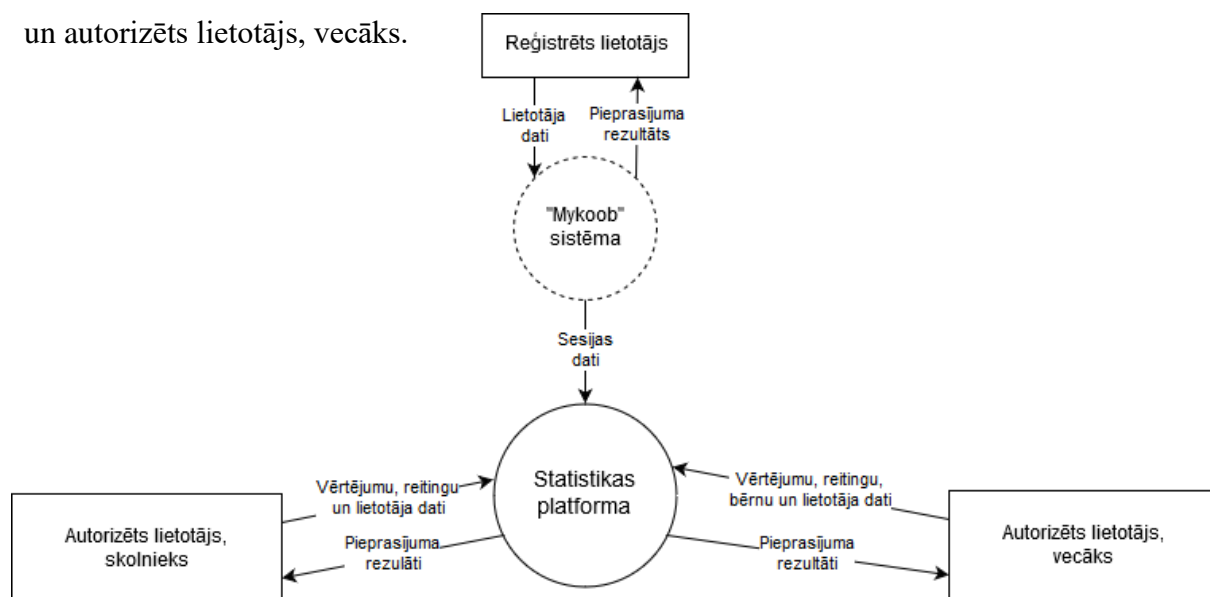 un autorizēts lietotājs, vecāks.
Reģistrēts lietotājs
Lietotāja
dati
Pieprasījuma
rezultāts
"Mykoob"
sistēma
Sesijas
dati
Statistikas
platforma
Vērtējumu, reitingu
un lietotāja dati
Pieprasījuma
rezulāti
Autorizēts lietotājs,
skolnieks
Vērtējumu, reitingu,
bērnu un lietotāja dati
Pieprasījuma
rezultāti
Autorizēts lietotājs,
vecāks